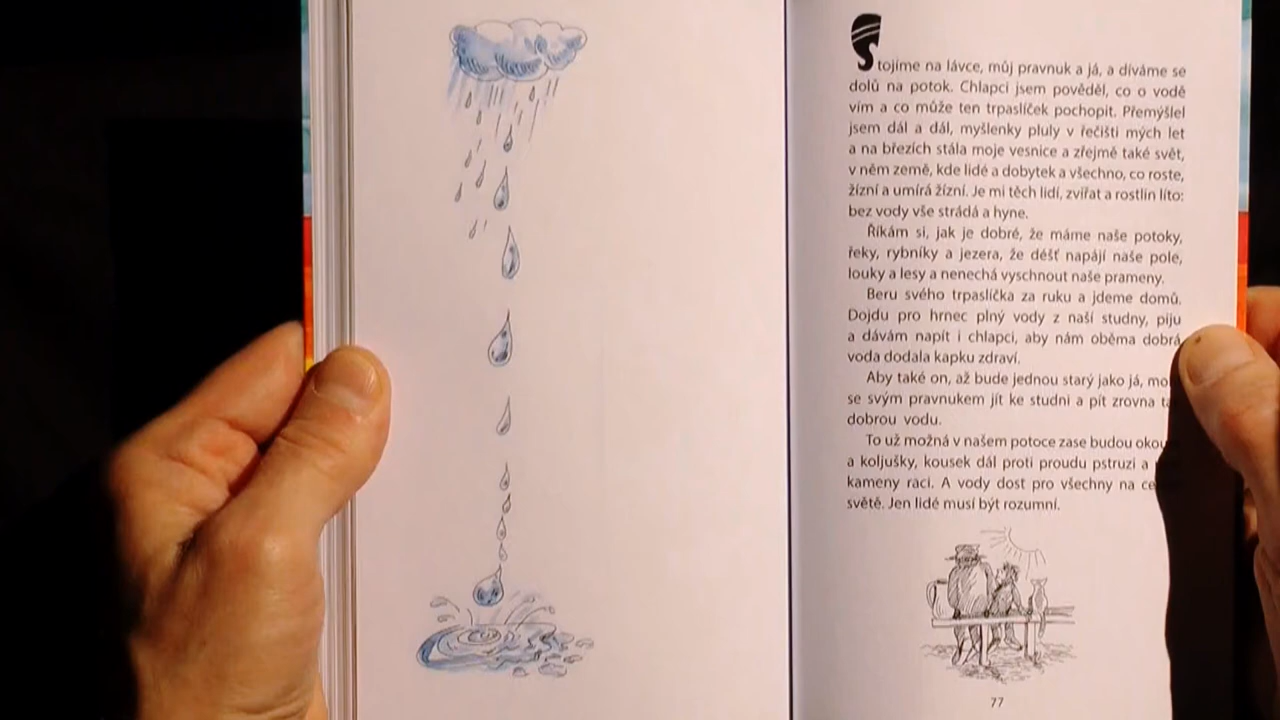 Stojíme na lávce, můj pravnuk a já, a díváme se
dolů na potok. Chlapci jsem pověděl, co o vodě
vím a co může ten trpaslíček pochopit. Přemýšlel
jsem dál a dál, myšlenky pluly v řečišti mých let
a na březích stála moje vesnice a zřejmě také svět,
v něm země, kde lidé a dobytek a všechno, co roste,
žízní a umírá žízní. Je mi těch lidí, zvířat a rostlin líto:
bez vody vše strádá a hyne.
Říkám si, jak je dobré, že máme naše potoky,
řeky, rybníky a jezera, že déšť napájí naše pole,
louky a lesy a nenechá vyschnout naše prameny.
Beru svého trpaslíčka za ruku a jdeme domů.
Dojdu pro hrnec plný vody z naší studny, piju
a dávám napít i chlapci, aby nám oběma dobrá
voda dodala kapku zdraví.
Aby také on, až bude jednou starý jako já,
se svým pravnukem jít ke studni a pít zrovna
dobrou vodu.
To už možná v našem potoce zase budou
a koljušky, kousek dál proti proudu pstruzi a
kameny raci. A vody dost pro všechny na
světě. Jen lidé musí být rozumní.
77